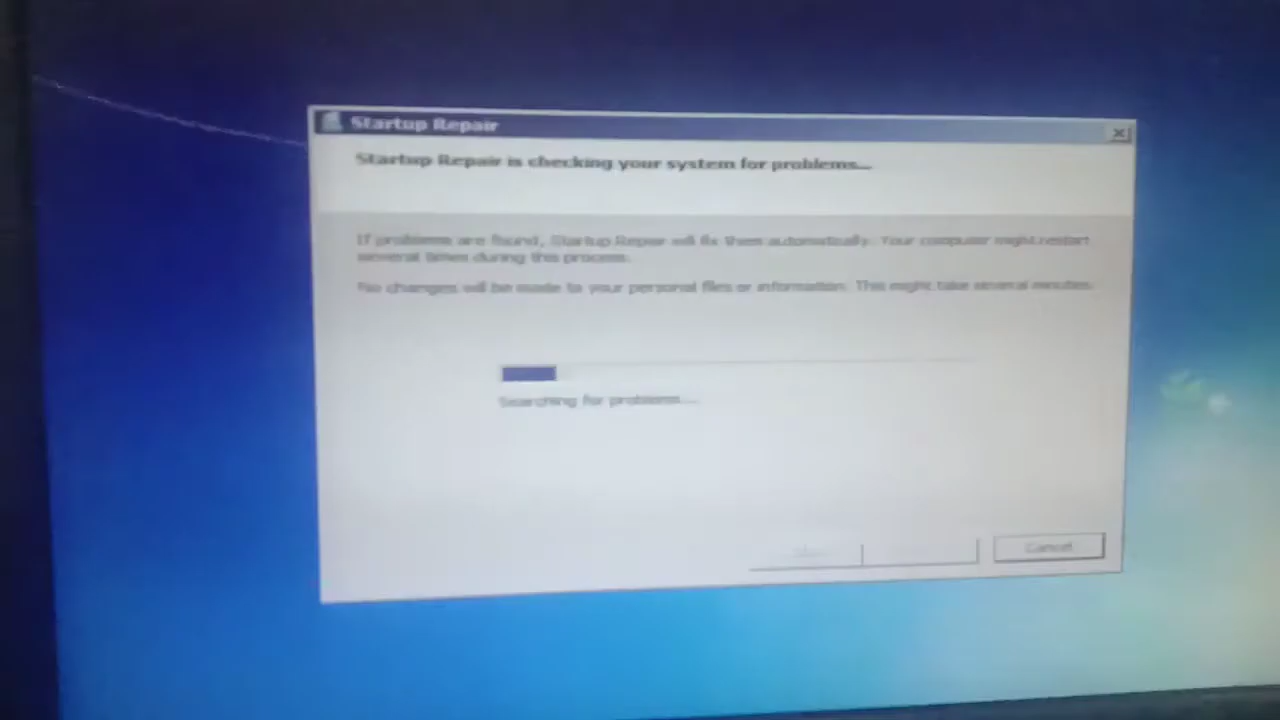 Startup Repair
Startup Repair is checking your system for problems...
If problems are found, Startup Repair will fix them automatically. Your computer might restart
several times during this process.
No changes will be made to your personal files or information. This might take several minutes.
Searching for problems....
Cancel